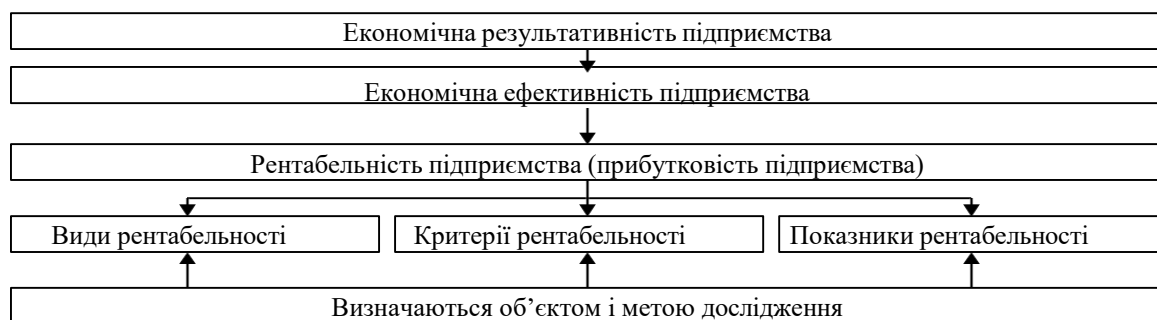 Економічна результативність підприємства
Економічна ефективність підприємства
Рентабельність підприємства (прибутковість підприємства)
Види рентабельності
Критерії рентабельності
Показники рентабельності
Визначаються об’єктом і метою дослідження